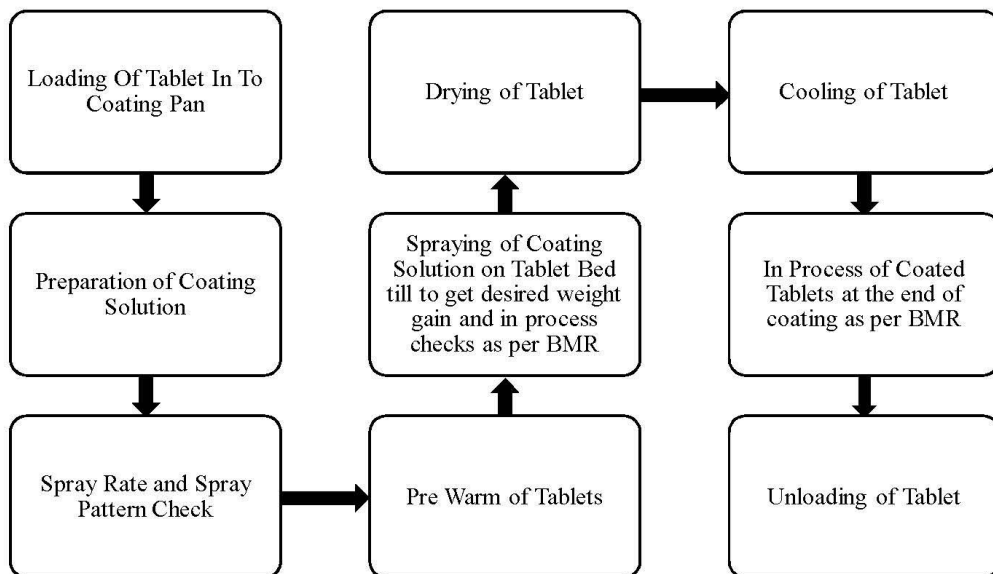 Loading Of Tablet In To
Coating Pan
Preparation of Coating
Solution
Spray Rate and Spray
Pattern Check
Pre Warm of Tablets
Spraying of Coating
Solution on Tablet Bed
till to get desired weight
gain and in process
checks as per BMR
Drying of Tablet
Cooling of Tablet
In Process of Coated
Tablets at the end of
coating as per BMR
Unloading of Tablet